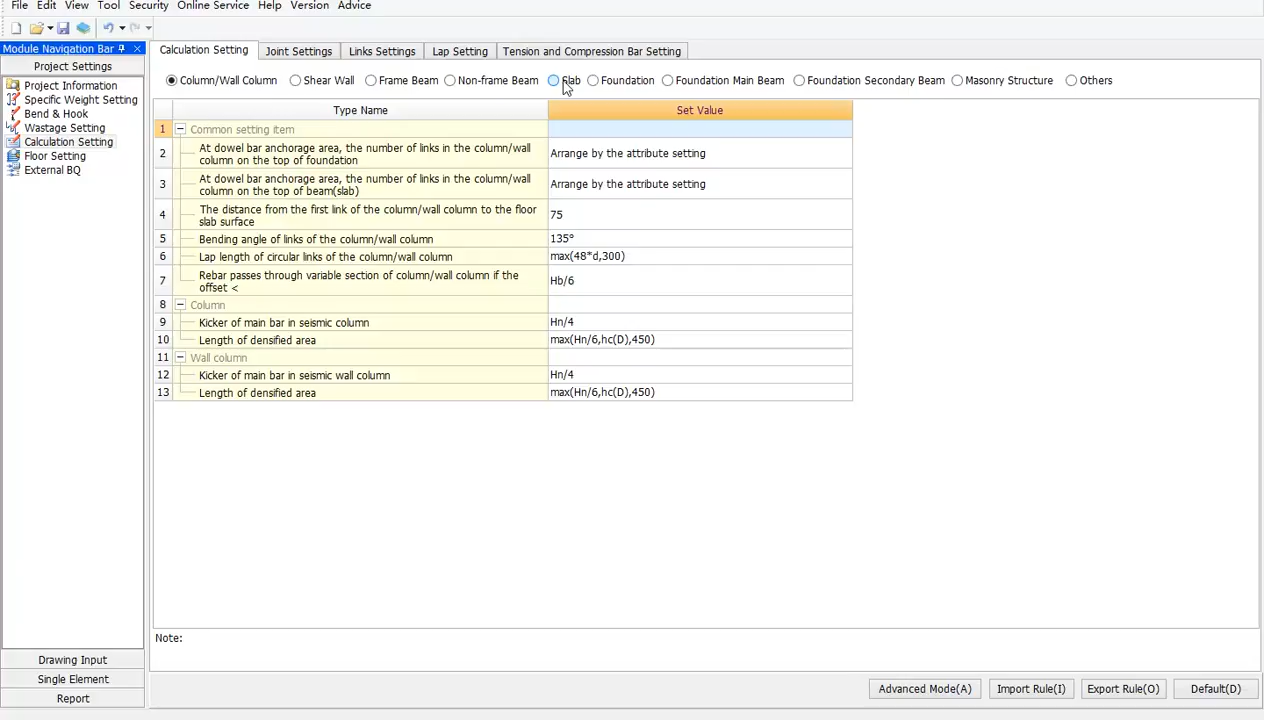 File Edit View Tool Security Online Service Help Version Advice
Module Navigation Bar
Project Settings
Project Information
Specific Weight Setting
Bend & Hook
Wastage Setting
Calculation Setting
Floor Setting
External BQ
Drawing Input
Single Element
Report
Calculation Setting Joint Settings Links Settings Lap Setting Tension and Compression Bar Setting
Column/Wall Column Shear Wall Frame Beam Non-frame Beam Slab Foundation Foundation Main Beam Foundation Secondary Beam Masonry Structure Others
Type Name Set Value
1 Common setting item
2 At dowel bar anchorage area, the number of links in the column/wall
column on the top of foundation Arrange by the attribute setting
3 At dowel bar anchorage area, the number of links in the column/wall
column on the top of beam(slab) Arrange by the attribute setting
4 The distance from the first link of the column/wall column to the floor
slab surface 75
5 Bending angle of links of the column/wall column 135°
6 Lap length of circular links of the column/wall column max(48*d,300)
7 Rebar passes through variable section of column/wall column if the
offset < Hb/6
8 Column
9 Kicker of main bar in seismic column Hn/4
10 Length of densified area max(Hn/6,hc(D),450)
11 Wall column
12 Kicker of main bar in seismic wall column Hn/4
13 Length of densified area max(Hn/6,hc(D),450)
Note:
Advanced Mode(A) Import Rule(I) Export Rule(O) Default(D)